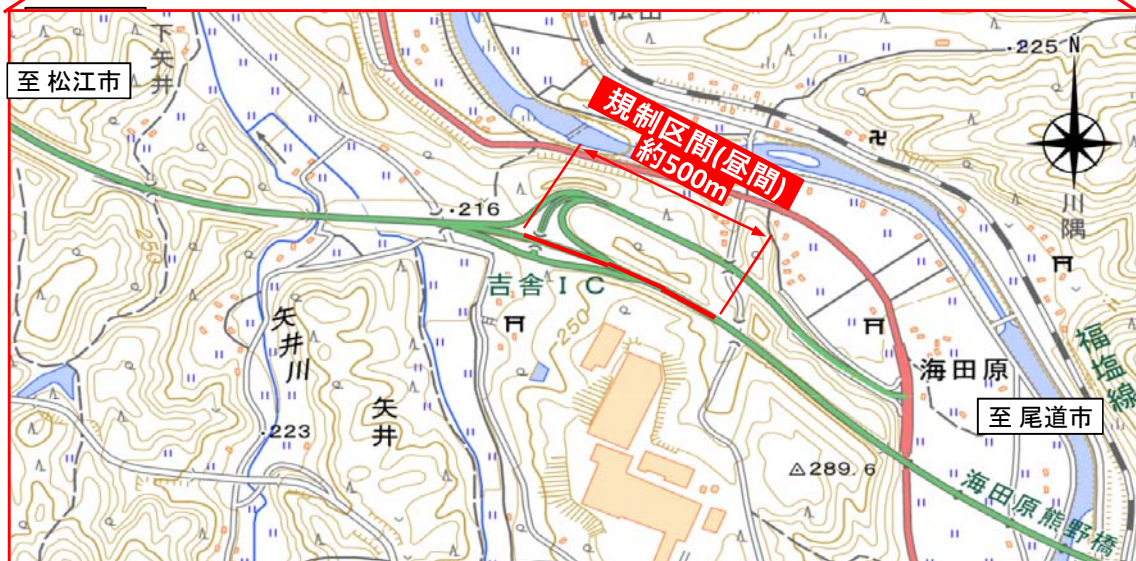 下矢井
・225
N
至 松江市
規制区間(昼間)
約500m
・216
川隅
吉舎IC
250
250
矢井川
矢井
海田原
福塩線
至 尾道市
・223
289.6
海田原熊野橋